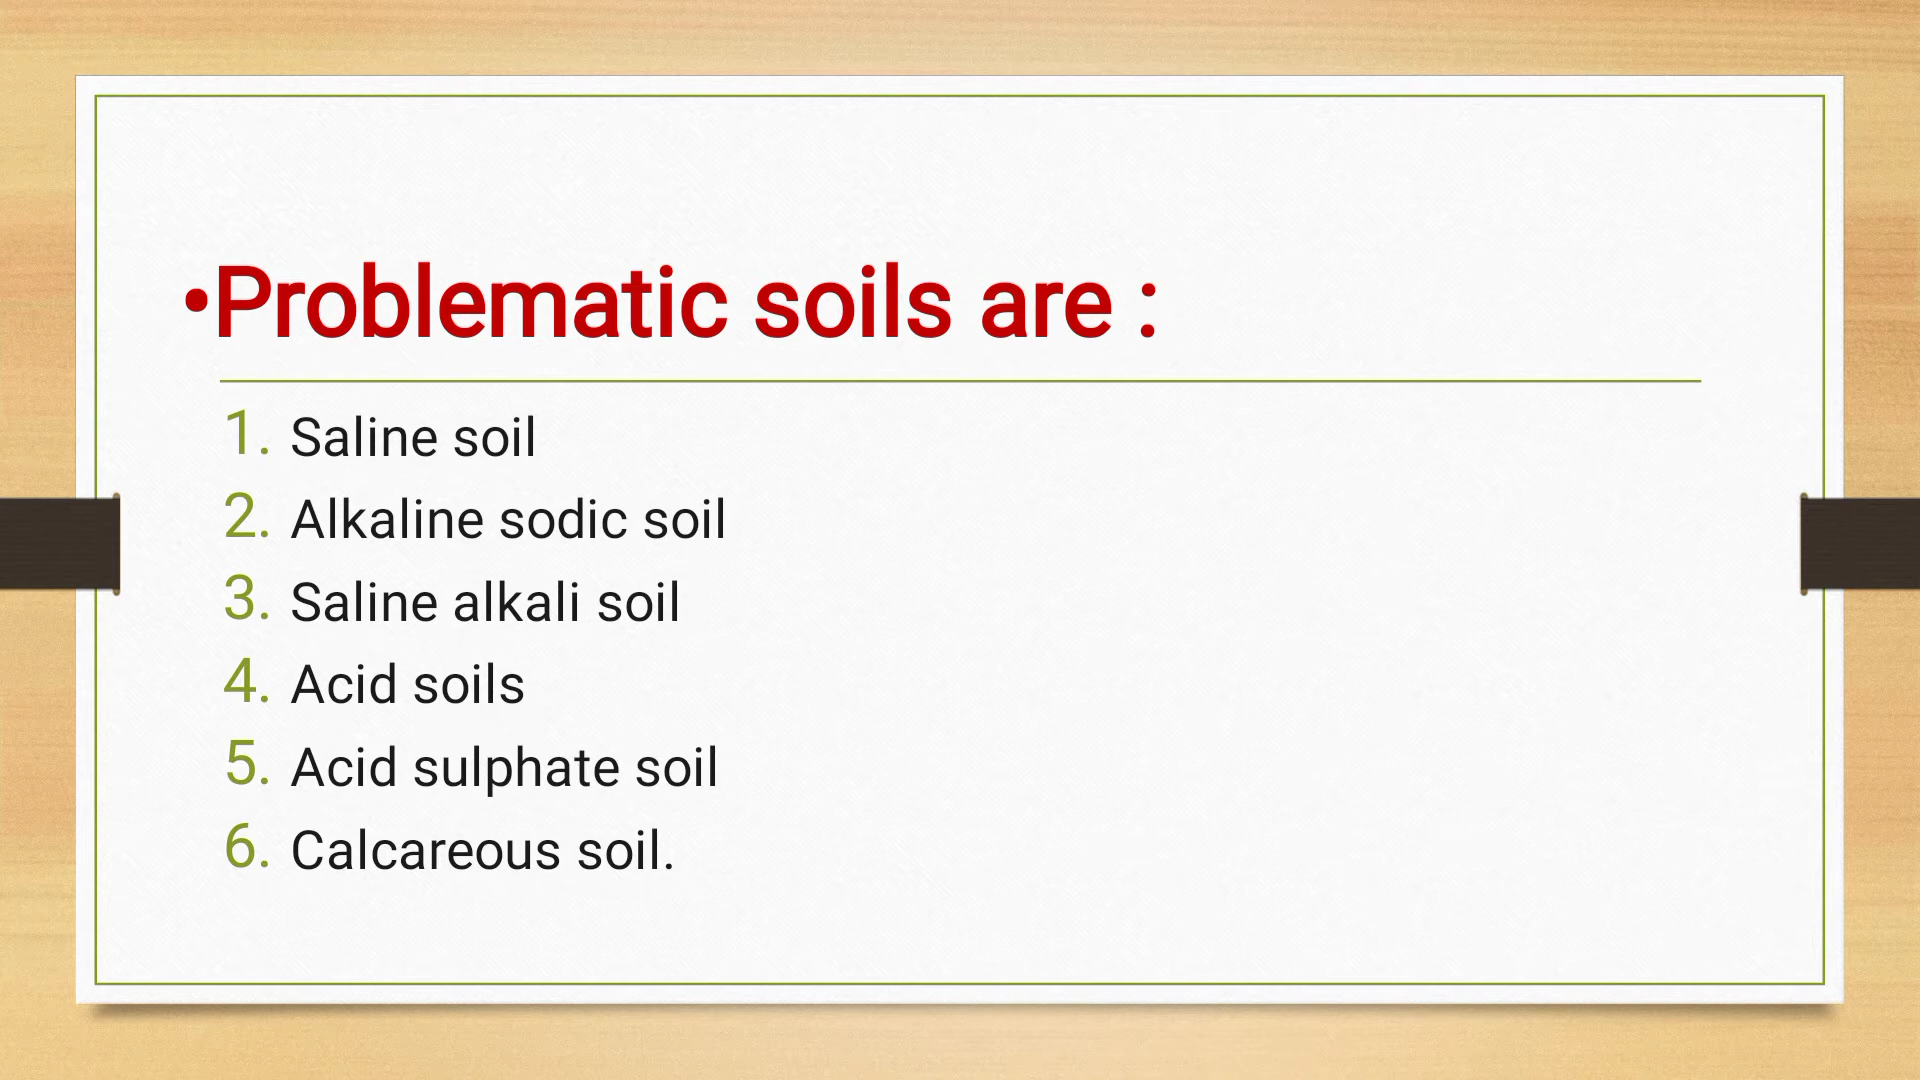 •Problematic soils are :
1. Saline soil
2. Alkaline sodic soil
3. Saline alkali soil
4. Acid soils
5. Acid sulphate soil
6. Calcareous soil.